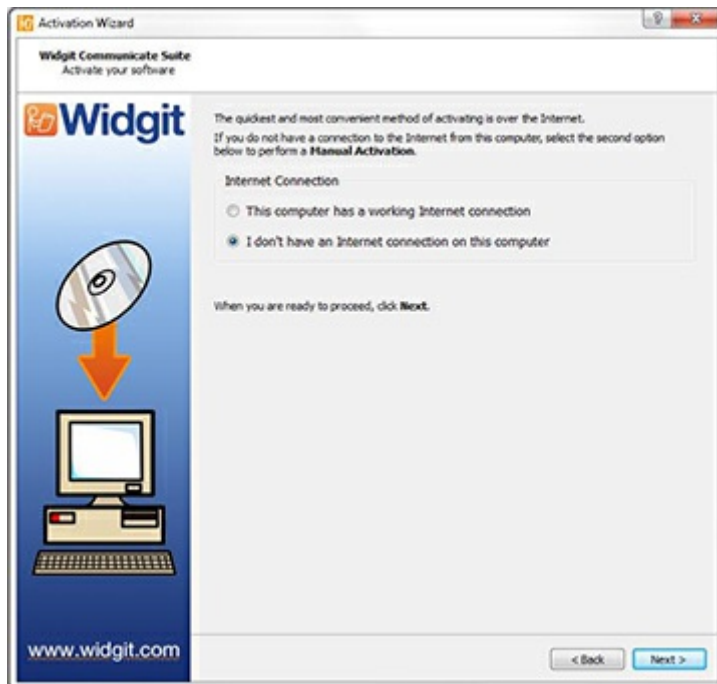 Activation Wizard
Widgit Communicate Suite
Activate your software
Widgit
The quickest and most convenient method of activating is over the Internet.
If you do not have a connection to the Internet from this computer, select the second option
below to perform a Manual Activation.
Internet Connection
This computer has a working Internet connection
I don't have an Internet connection on this computer
When you are ready to proceed, click Next.
www.widgit.com
< Back
Next >